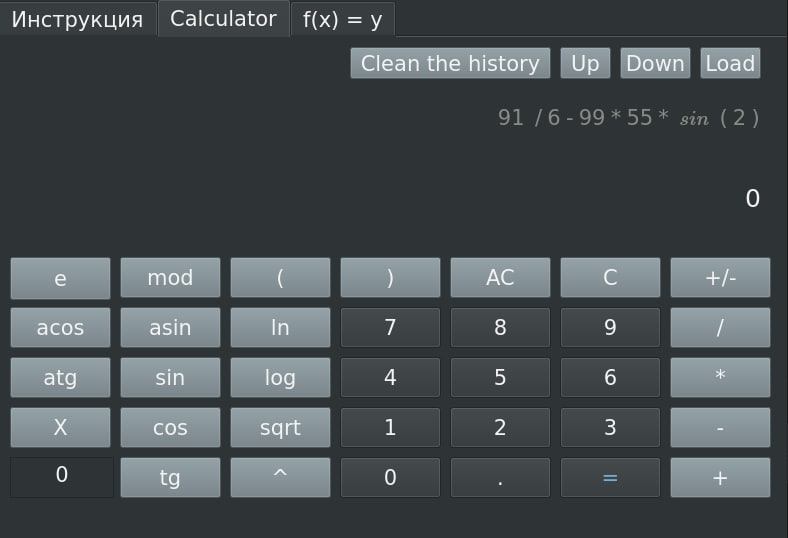 Инструкция Calculator f(x) = y
Clean the history Up Down Load
91 / 6 - 99 * 55 * sin ( 2 )
0
e mod ( ) AC C +/-
acos asin ln 7 8 9 /
atg sin log 4 5 6 *
X cos sqrt 1 2 3 -
0 tg ^ 0 . = +